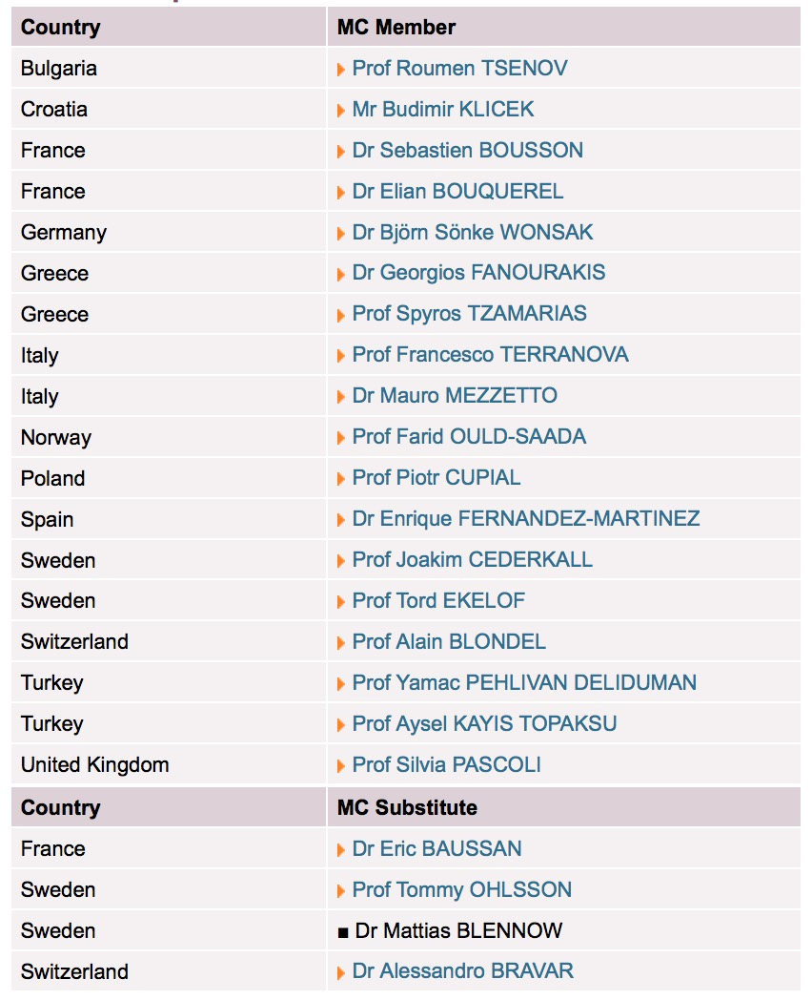 Country MC Member
Bulgaria Prof Roumen TSENOV
Croatia Mr Budimir KLICEK
France Dr Sebastien BOUSSON
France Dr Elian BOUQUEREL
Germany Dr Björn Sönke WONSAK
Greece Dr Georgios FANOURAKIS
Greece Prof Spyros TZAMARIAS
Italy Prof Francesco TERRANOVA
Italy Dr Mauro MEZZETTO
Norway Prof Farid OULD-SAADA
Poland Prof Piotr CUPIAL
Spain Dr Enrique FERNANDEZ-MARTINEZ
Sweden Prof Joakim CEDERKALL
Sweden Prof Tord EKELOF
Switzerland Prof Alain BLONDEL
Turkey Prof Yamac PEHLIVAN DELIDUMAN
Turkey Prof Aysel KAYIS TOPAKSU
United Kingdom Prof Silvia PASCOLI
Country MC Substitute
France Dr Eric BAUSSAN
Sweden Prof Tommy OHLSSON
Sweden ■ Dr Mattias BLENNOW
Switzerland Dr Alessandro BRAVAR